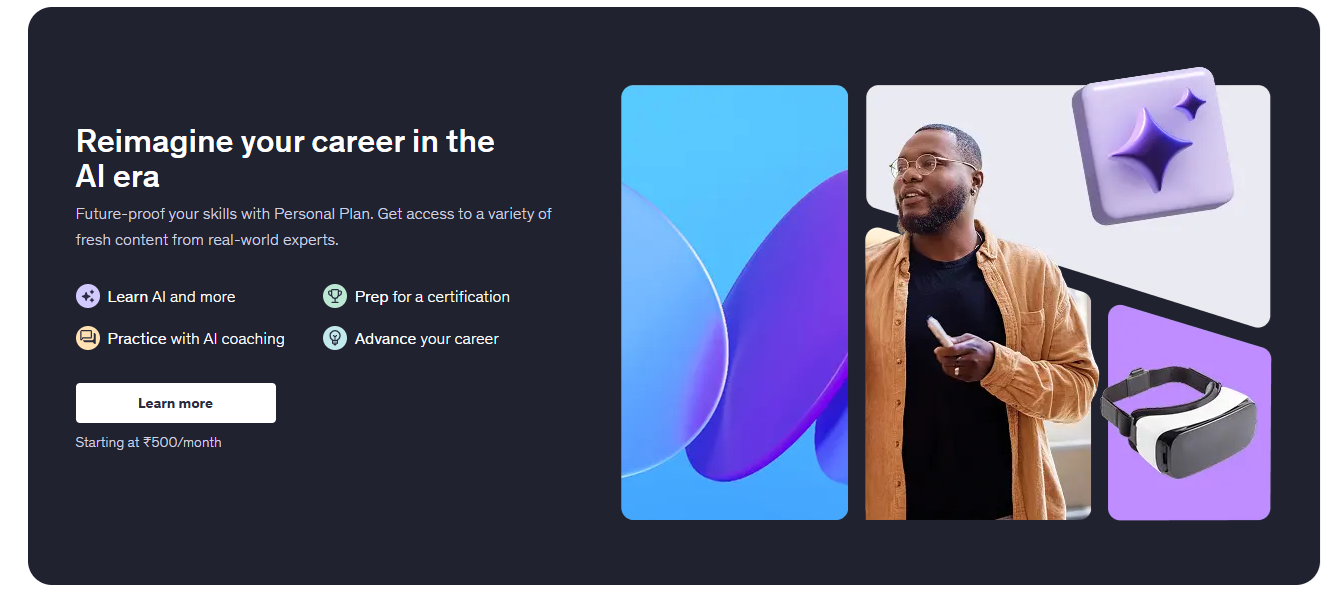 Reimagine your career in the
AI era
Future-proof your skills with Personal Plan. Get access to a variety of
fresh content from real-world experts.
Learn AI and more
Prep for a certification
Practice with AI coaching
Advance your career
Learn more
Starting at ₹500/month